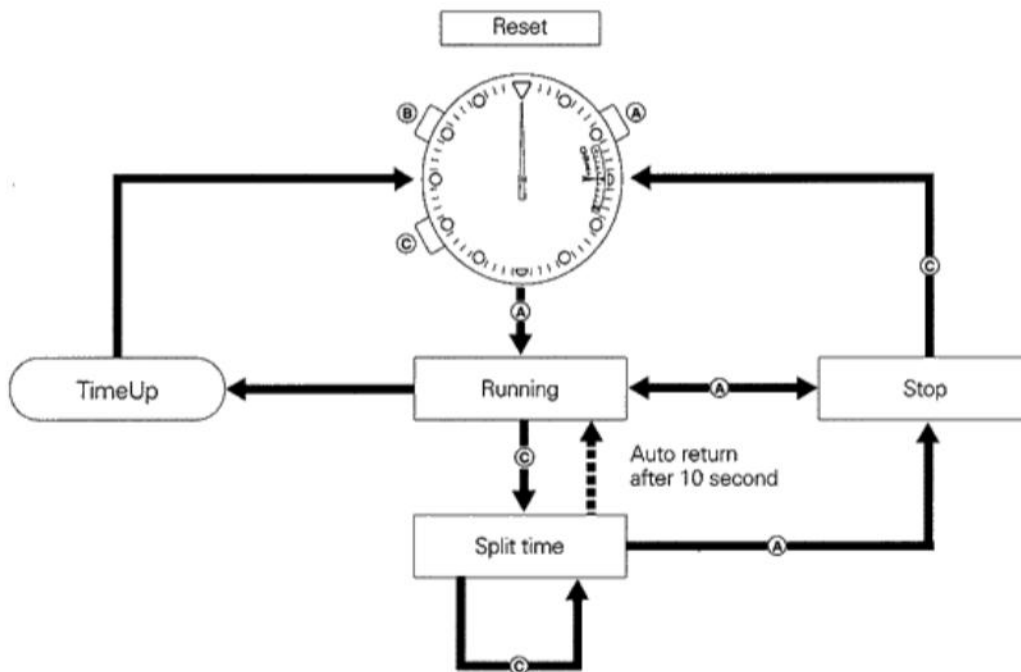 Reset
B
A
C
C
A
TimeUp
Running
A
Stop
C
Auto return
after 10 second
Split time
A
C